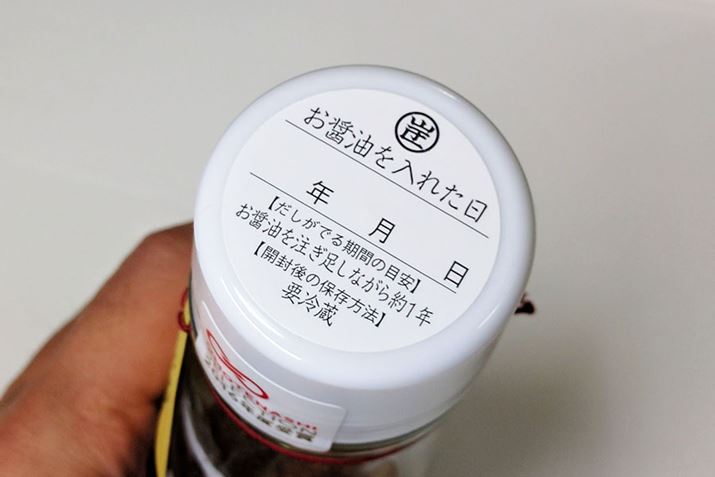 崖
お醤油を入れた日
年 月 日
【だしがでる期間の目安】
お醤油を注ぎ足しながら約1年
【開封後の保存方法】
要冷蔵